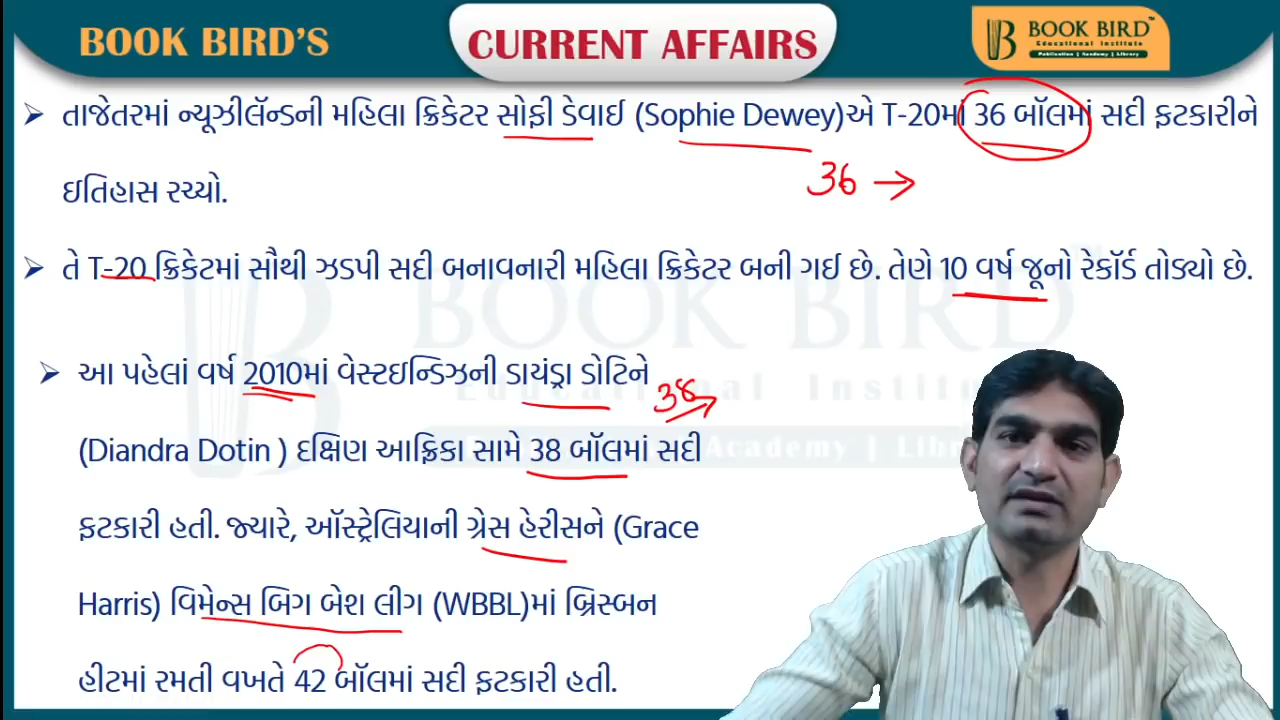 BOOK BIRD'S
CURRENT AFFAIRS
BOOK BIRD™
Educational Institute
Publication | Academy | Library
➢ તાજેતરમાં ન્યૂઝીલૅન્ડની મહિલા ક્રિકેટર સોફી ડેવાઈ (Sophie Dewey)એ T-20માં 36 બૉલમાં સદી ફટકારીને
ઇતિહાસ રચ્યો.
36 →
➢ તે T-20 ક્રિકેટમાં સૌથી ઝડપી સદી બનાવનારી મહિલા ક્રિકેટર બની ગઈ છે. તેણે 10 વર્ષ જૂનો રેકૉર્ડ તોડ્યો છે.
BOOK BIRD
➢ આ પહેલાં વર્ષ 2010માં વેસ્ટઇન્ડિઝની ડાયંડ્રા ડોટિને
38
(Diandra Dotin ) દક્ષિણ આફ્રિકા સામે 38 બૉલમાં સદી
ફટકારી હતી. જ્યારે, ઑસ્ટ્રેલિયાની ગ્રેસ હેરીસને (Grace
Harris) વિમેન્સ બિગ બેશ લીગ (WBBL)માં બ્રિસ્બન
હીટમાં રમતી વખતે 42 બૉલમાં સદી ફટકારી હતી.